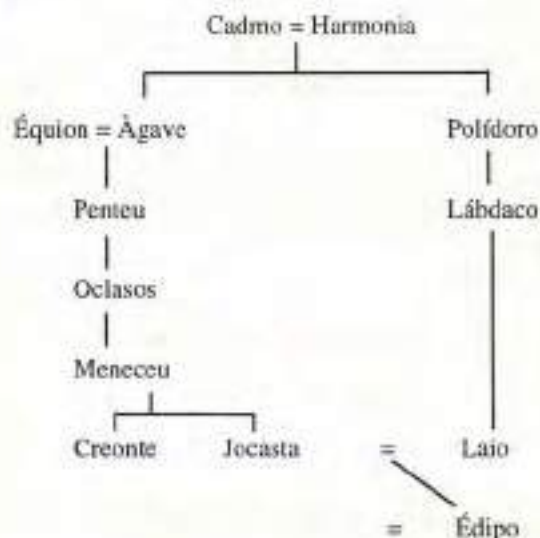 Cadmo = Harmonia
Équion = Ágave Polídoro
Penteu Lábdaco
Oclasos
Meneceu
Creonte Jocasta = Laio
= Édipo